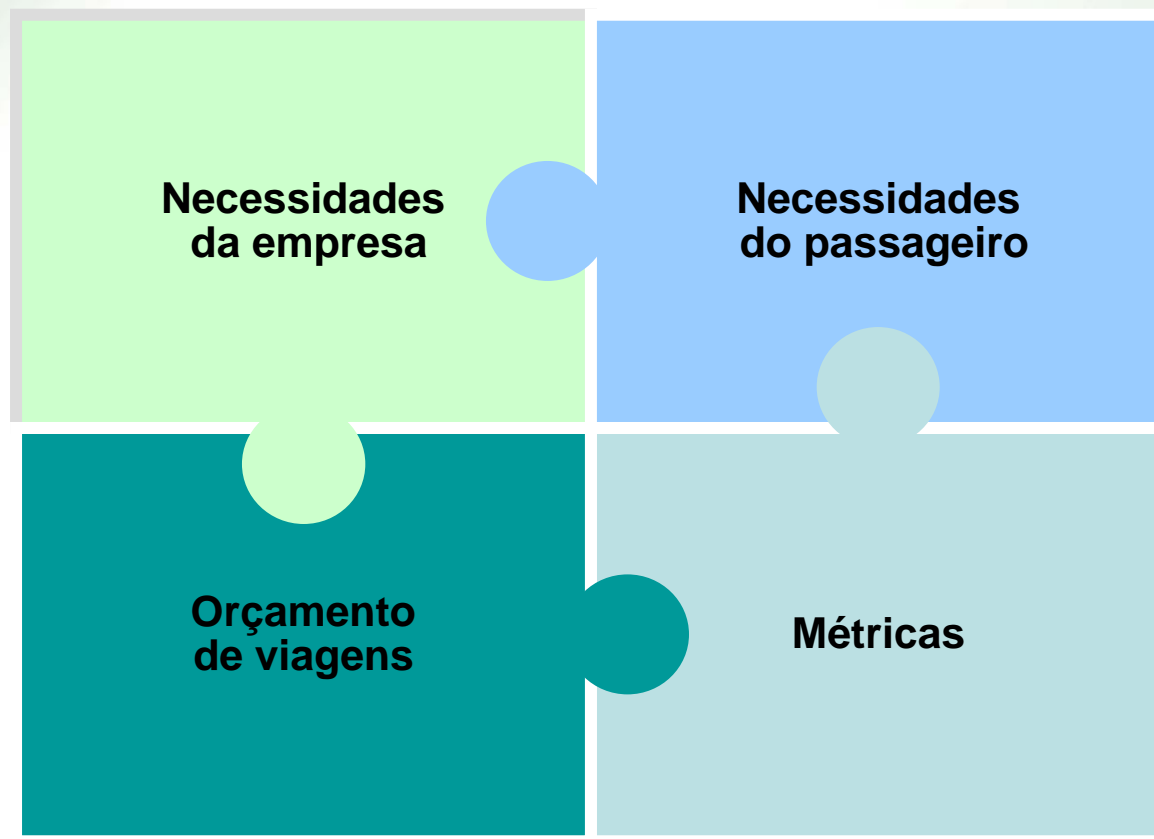 Necessidades
da empresa
Necessidades
do passageiro
Orçamento
de viagens
Métricas